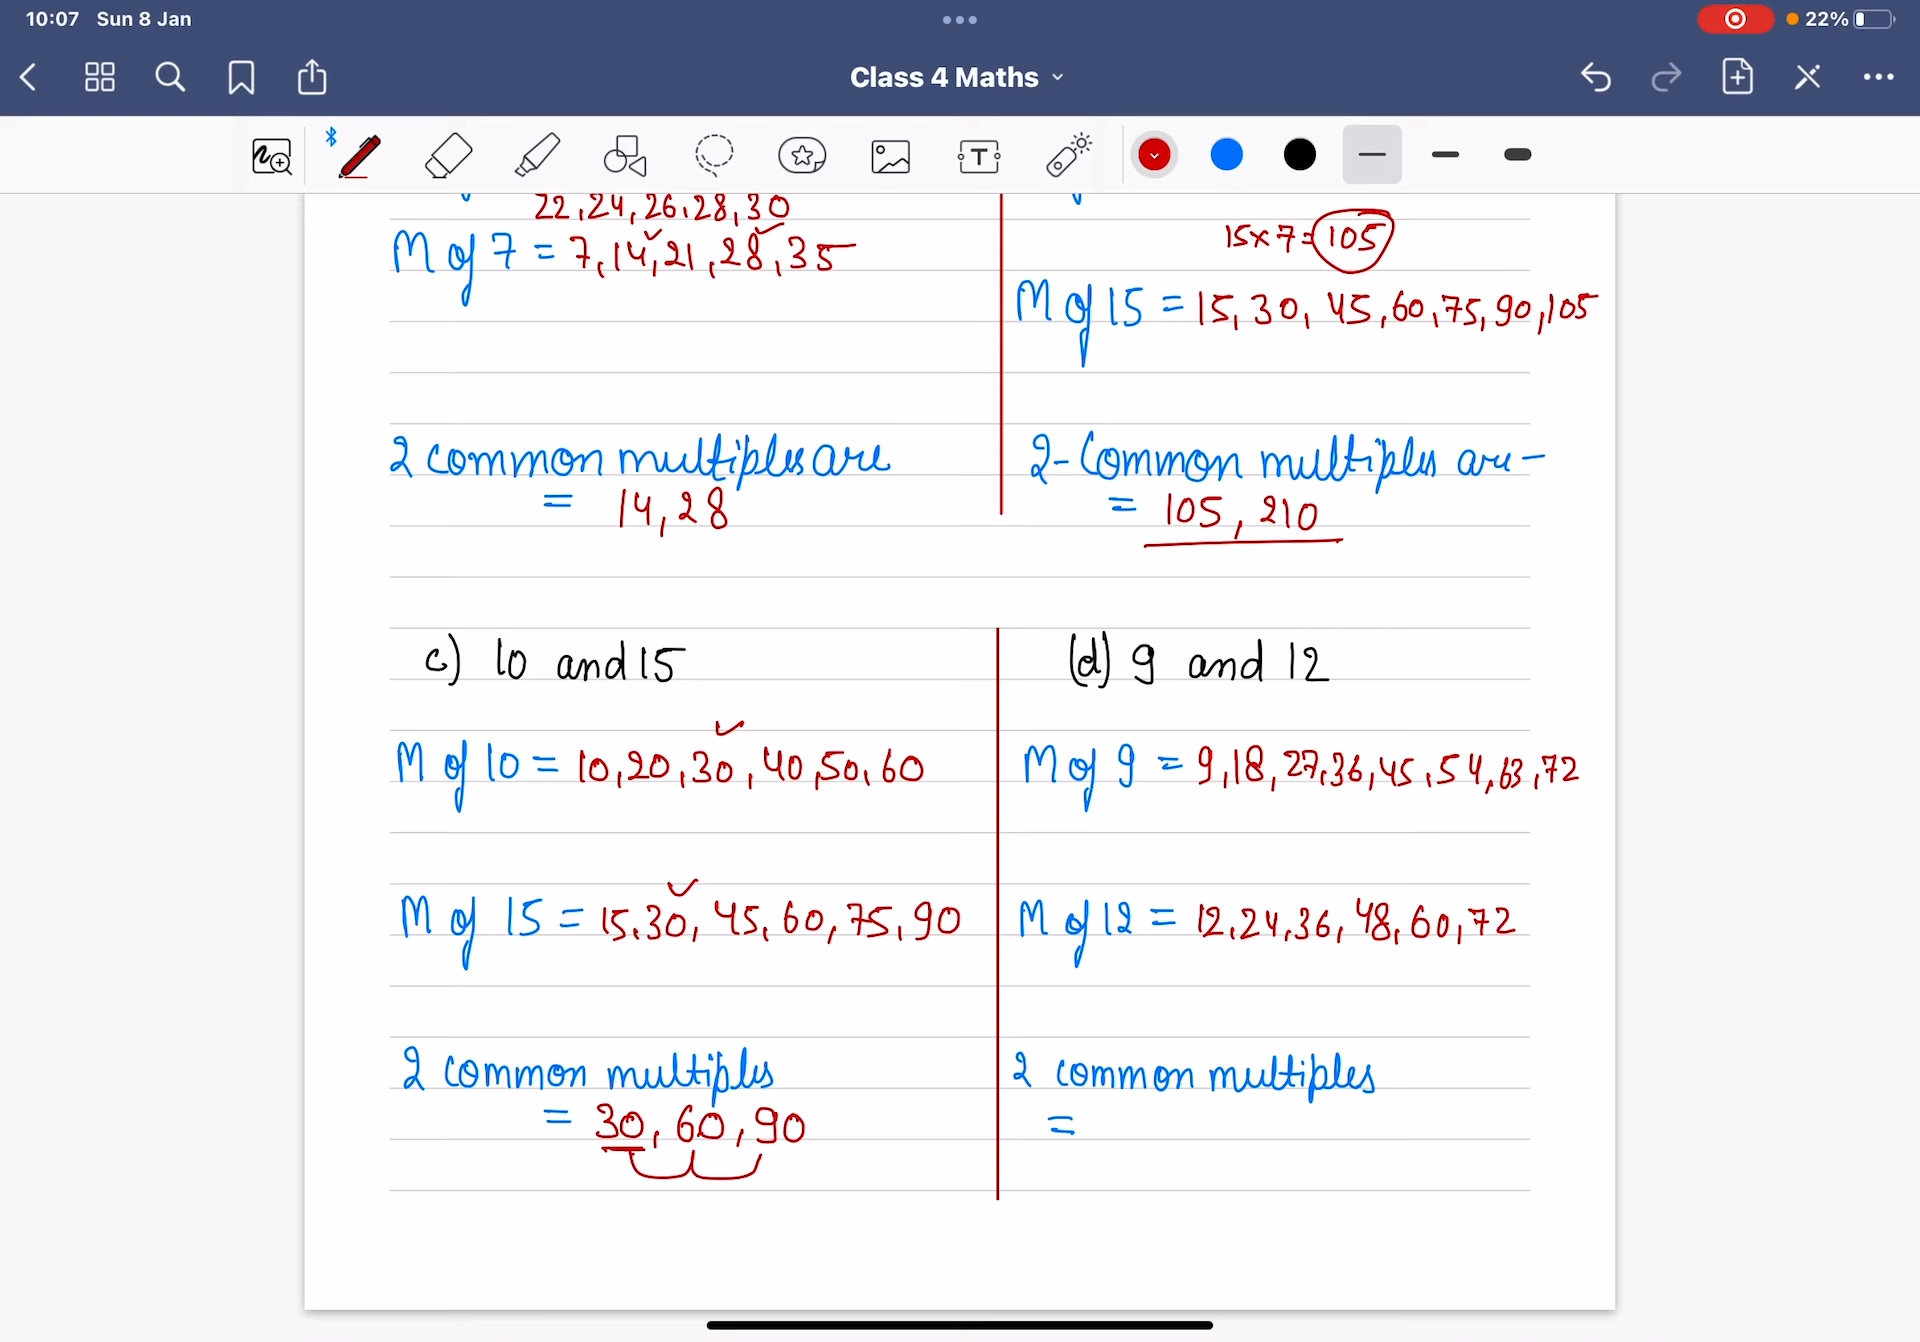 10:07 Sun 8 Jan
22%
Class 4 Maths
T
22,24,26,28,30
M of 7 = 7,14,21,28,35
2 common multiples are
= 14,28
15x7=105
M of 15 = 15,30,45,60,75,90,105
2-Common multiples are-
= 105, 210
c) 10 and 15
M of 10 = 10,20,30,40,50,60
M of 15 = 15,30,45,60,75,90
2 common multiples
= 30,60,90
(d) 9 and 12
M of 9 = 9,18,27,36,45,54,63,72
M of 12 = 12,24,36,48,60,72
2 common multiples
=